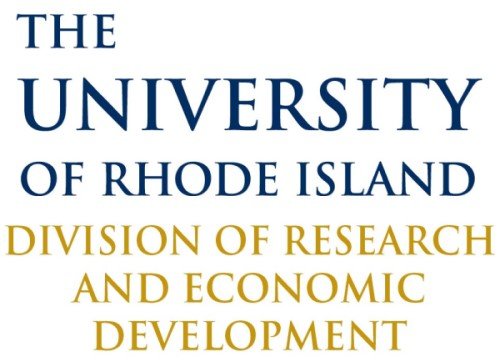 THE
UNIVERSITY
OF RHODE ISLAND
DIVISION OF RESEARCH
AND ECONOMIC
DEVELOPMENT